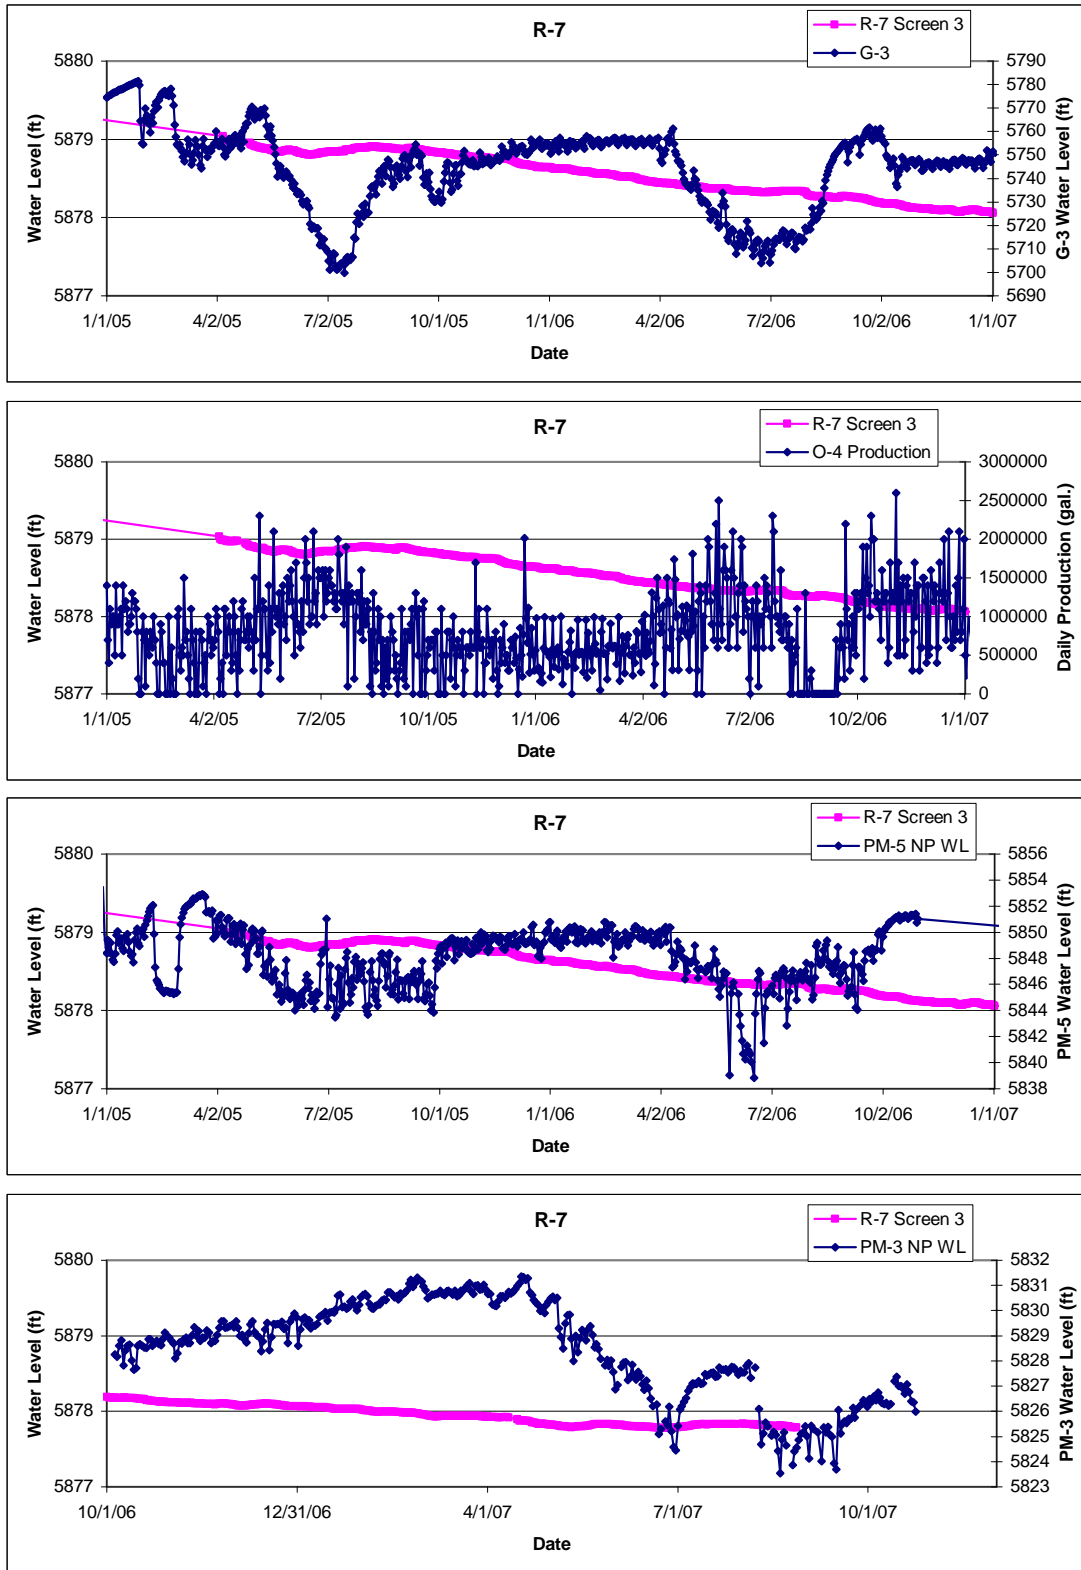 R-7
R-7 Screen 3
G-3
5880
5879
5878
5877
Water Level (ft)
5790
5780
5770
5760
5750
5740
5730
5720
5710
5700
5690
G-3 Water Level (ft)
1/1/05 4/2/05 7/2/05 10/1/05 1/1/06 4/2/06 7/2/06 10/2/06 1/1/07
Date
R-7
R-7 Screen 3
O-4 Production
5880
5879
5878
5877
Water Level (ft)
3000000
2500000
2000000
1500000
1000000
500000
0
Daily Production (gal.)
1/1/05 4/2/05 7/2/05 10/1/05 1/1/06 4/2/06 7/2/06 10/2/06 1/1/07
Date
R-7
R-7 Screen 3
PM-5 NP WL
5880
5879
5878
5877
Water Level (ft)
5856
5854
5852
5850
5848
5846
5844
5842
5840
5838
PM-5 Water Level (ft)
1/1/05 4/2/05 7/2/05 10/1/05 1/1/06 4/2/06 7/2/06 10/2/06 1/1/07
Date
R-7
R-7 Screen 3
PM-3 NP WL
5880
5879
5878
5877
Water Level (ft)
5832
5831
5830
5829
5828
5827
5826
5825
5824
5823
PM-3 Water Level (ft)
10/1/06 12/31/06 4/1/07 7/1/07 10/1/07
Date